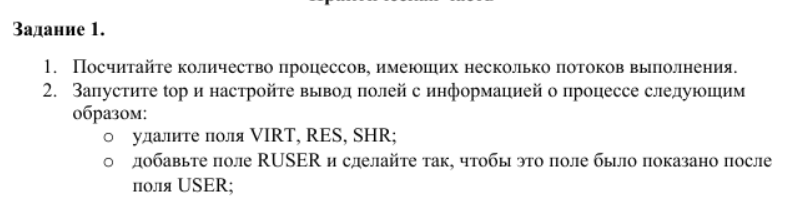 Задание 1.
1. Посчитайте количество процессов, имеющих несколько потоков выполнения.
2. Запустите top и настройте вывод полей с информацией о процессе следующим
образом:
o удалите поля VIRT, RES, SHR;
o добавьте поле RUSER и сделайте так, чтобы это поле было показано после
поля USER;